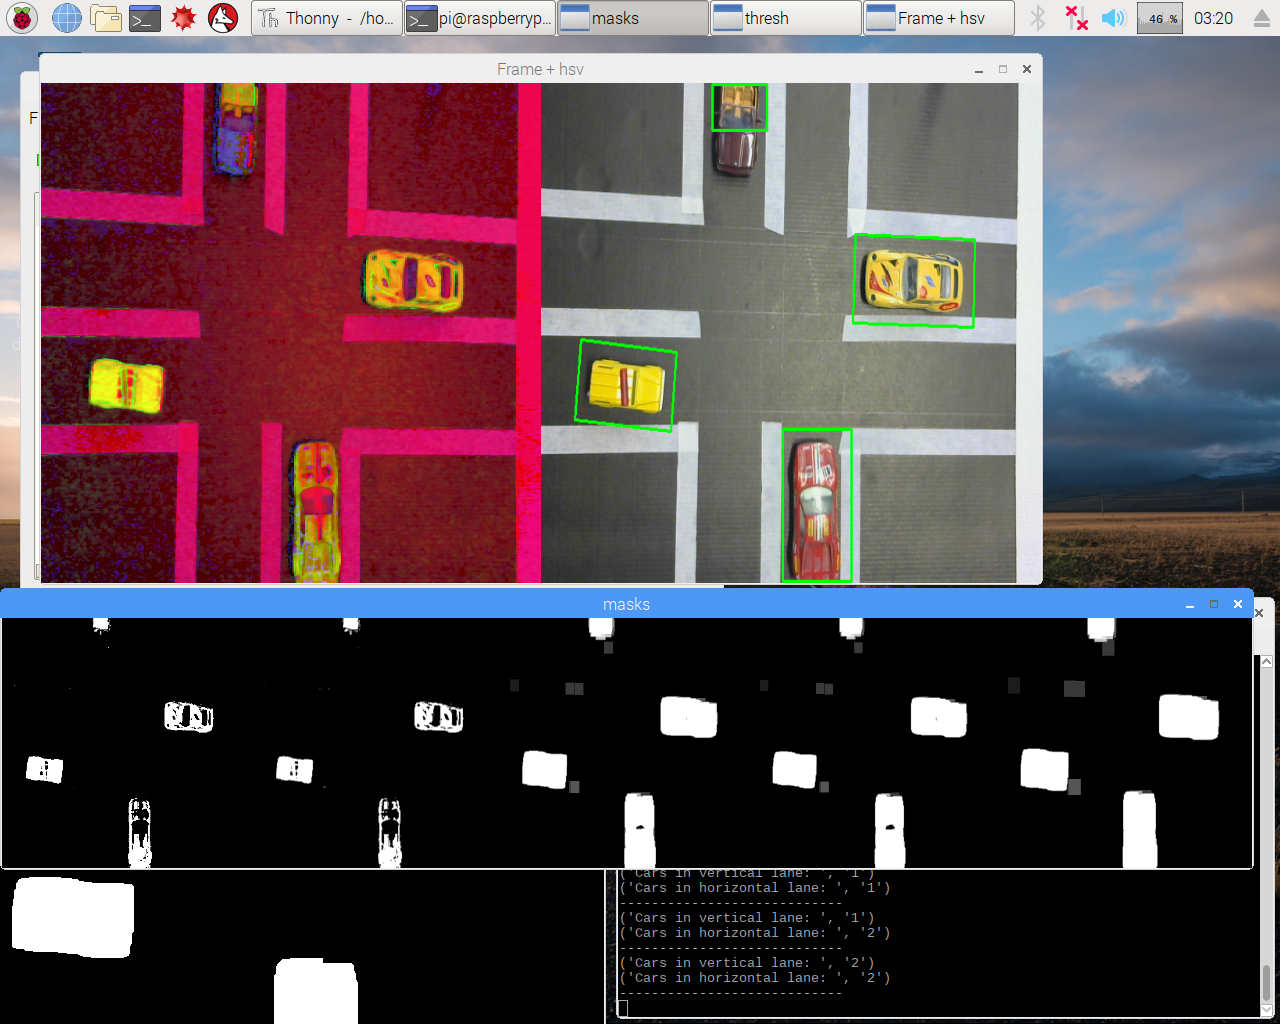 Thonny - /ho...
pi@raspberryp...
masks
thresh
Frame + hsv
46 %
03:20
Frame + hsv
F
masks
('Cars in vertical lane: ', '1')
('Cars in horizontal lane: ', '1')
----------------------------
('Cars in vertical lane: ', '1')
('Cars in horizontal lane: ', '2')
----------------------------
('Cars in vertical lane: ', '2')
('Cars in horizontal lane: ', '2')
----------------------------